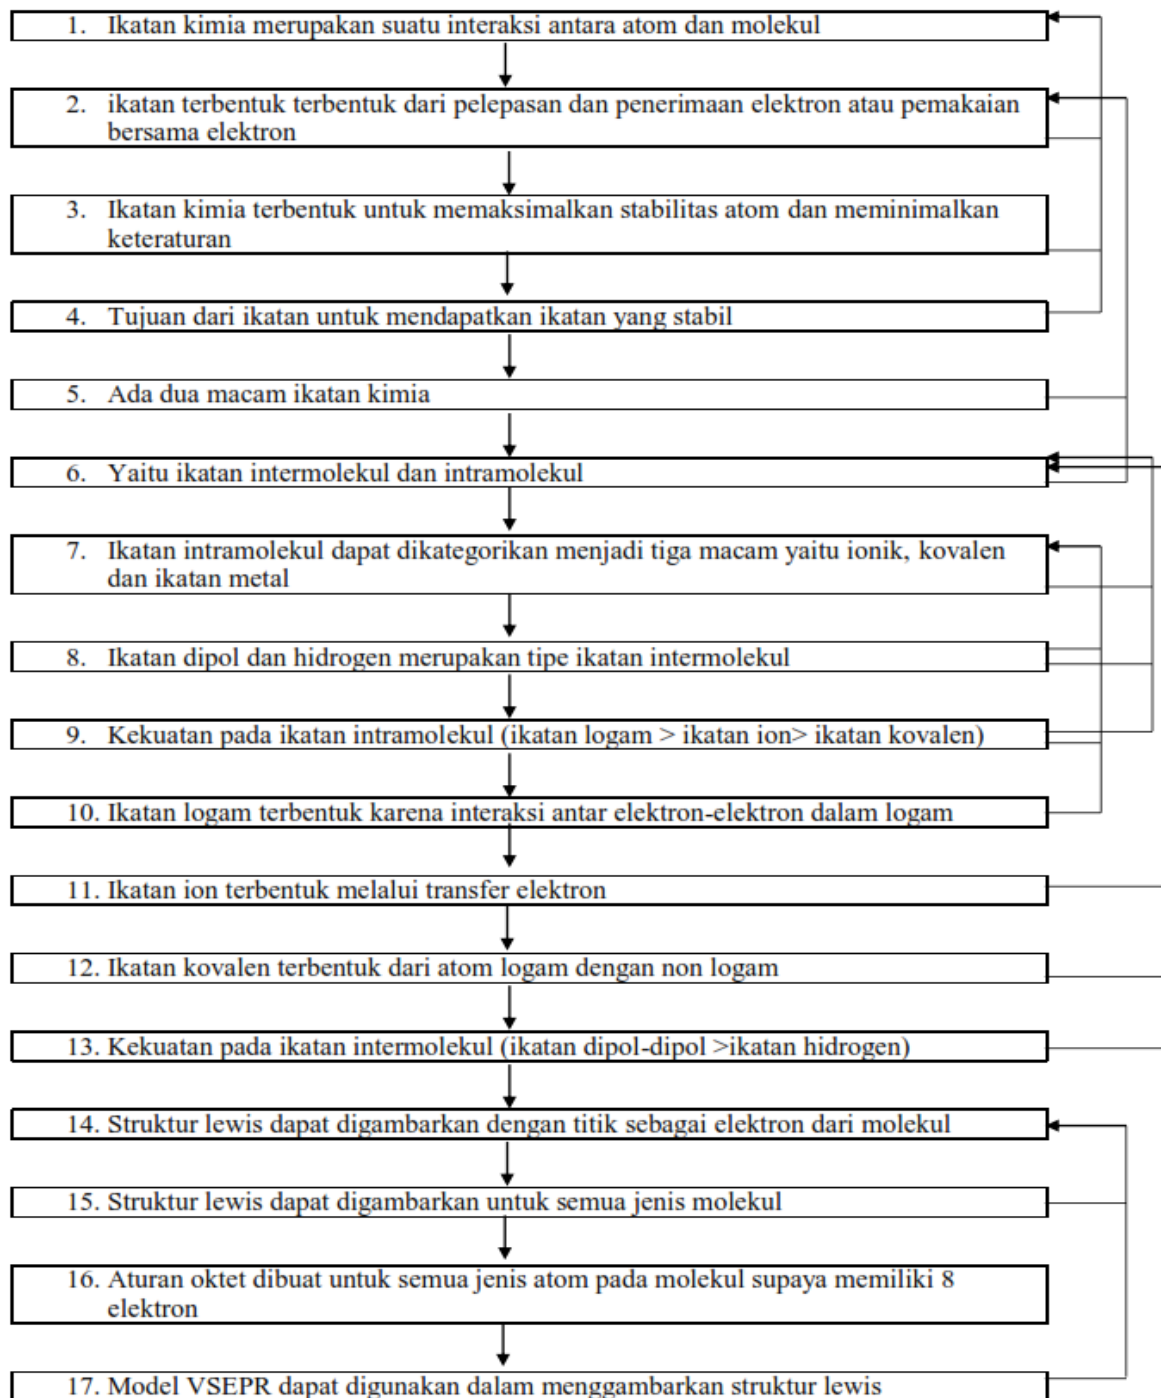 1. Ikatan kimia merupakan suatu interaksi antara atom dan molekul
2. ikatan terbentuk terbentuk dari pelepasan dan penerimaan elektron atau pemakaian
bersama elektron
3. Ikatan kimia terbentuk untuk memaksimalkan stabilitas atom dan meminimalkan
keteraturan
4. Tujuan dari ikatan untuk mendapatkan ikatan yang stabil
5. Ada dua macam ikatan kimia
6. Yaitu ikatan intermolekul dan intramolekul
7. Ikatan intramolekul dapat dikategorikan menjadi tiga macam yaitu ionik, kovalen
dan ikatan metal
8. Ikatan dipol dan hidrogen merupakan tipe ikatan intermolekul
9. Kekuatan pada ikatan intramolekul (ikatan logam > ikatan ion> ikatan kovalen)
10. Ikatan logam terbentuk karena interaksi antar elektron-elektron dalam logam
11. Ikatan ion terbentuk melalui transfer elektron
12. Ikatan kovalen terbentuk dari atom logam dengan non logam
13. Kekuatan pada ikatan intermolekul (ikatan dipol-dipol >ikatan hidrogen)
14. Struktur lewis dapat digambarkan dengan titik sebagai elektron dari molekul
15. Struktur lewis dapat digambarkan untuk semua jenis molekul
16. Aturan oktet dibuat untuk semua jenis atom pada molekul supaya memiliki 8
elektron
17. Model VSEPR dapat digunakan dalam menggambarkan struktur lewis